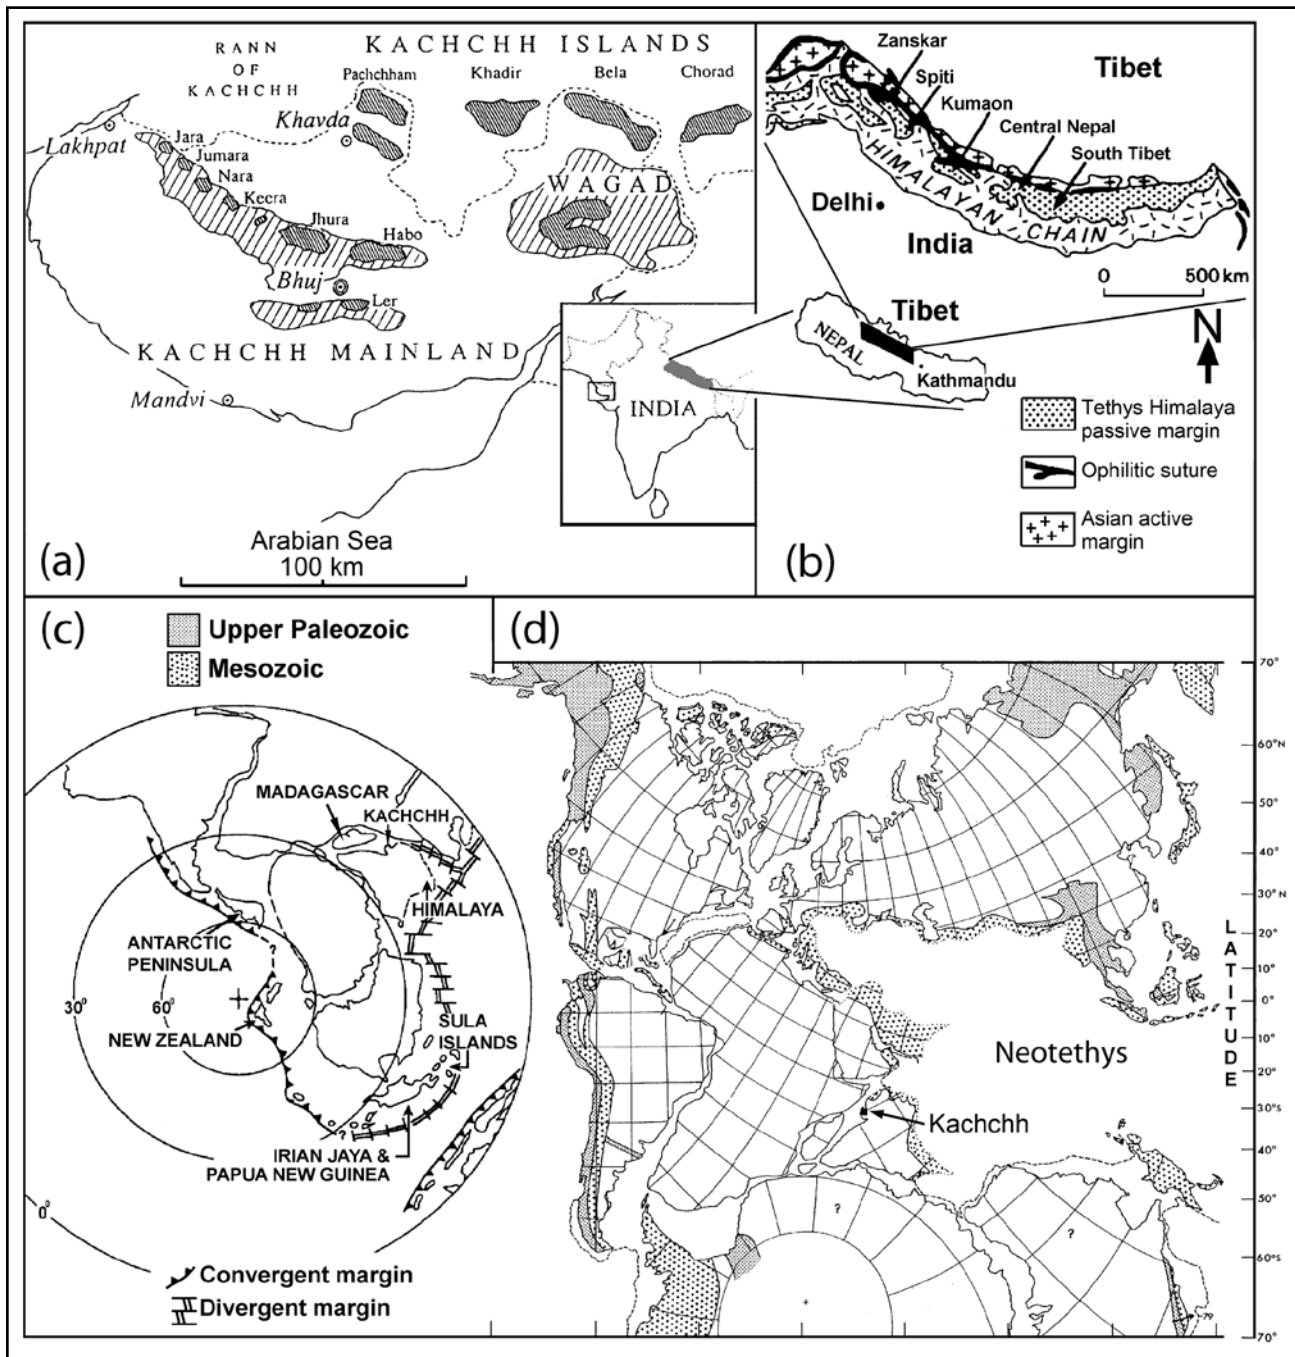 RANN
OF
KACHCHH
KACHCHH ISLANDS
Pachchham
Khadir
Bela
Chorad
Khavda
Lakhpat
Jara
Jumara
Nara
Keera
Jhura
Habo
WAGAD
Bhuj
Ler
KACHCHH MAINLAND
Mandvi
INDIA
Arabian Sea
100 km
(a)
Zanskar
Spiti
Kumaon
Central Nepal
South Tibet
Tibet
HIMALAYAN CHAIN
Delhi
India
0 500 km
Tibet
NEPAL
Kathmandu
N
Tethys Himalaya
passive margin
Ophilitic suture
Asian active
margin
(b)
(c)
Upper Paleozoic
Mesozoic
MADAGASCAR
KACHCHH
HIMALAYA
ANTARCTIC
PENINSULA
?
30°
60°
NEW ZEALAND
SULA
ISLANDS
?
IRIAN JAYA &
PAPUA NEW GUINEA
0°
Convergent margin
Divergent margin
(d)
70°
60°N
50°
40°
30°N
20°
10°
0°
10°
20°
30°S
40°
50°
60°S
70°
LATITUDE
Neotethys
Kachchh
?
?
?